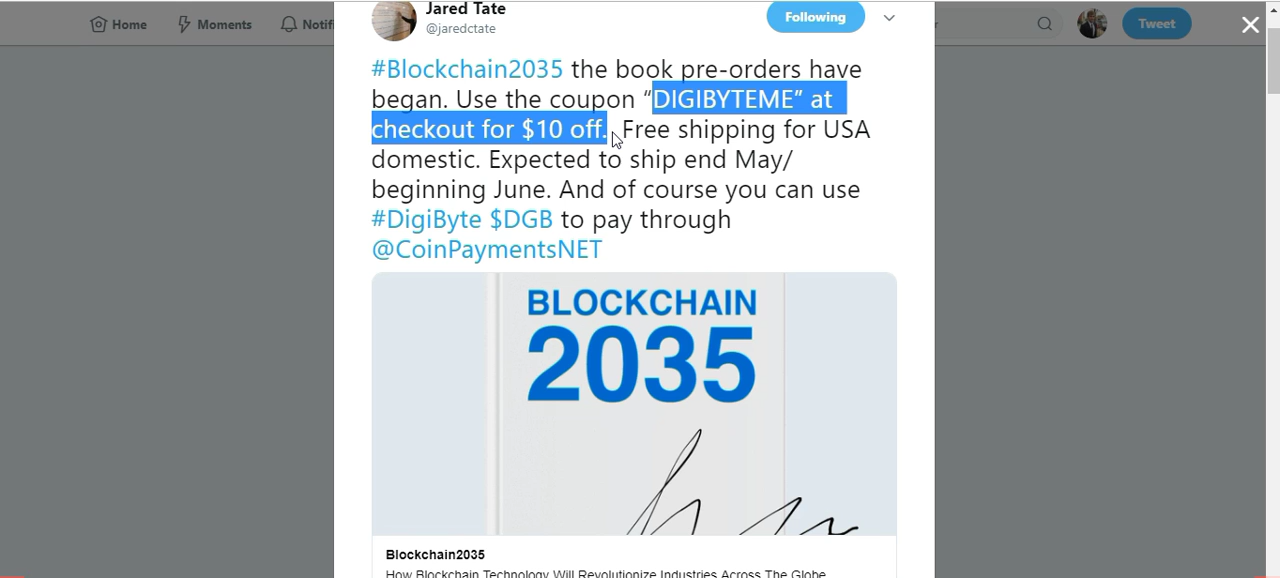 Home
Moments
Tweet
Jared Tate
@jaredctate
Following
#Blockchain2035 the book pre-orders have
began. Use the coupon “DIGIBYTEME” at
checkout for $10 off. Free shipping for USA
domestic. Expected to ship end May/
beginning June. And of course you can use
#DigiByte $DGB to pay through
@CoinPaymentsNET
BLOCKCHAIN
2035
Blockchain2035
How Blockchain Technology Will Revolutionize Industries Across The Globe